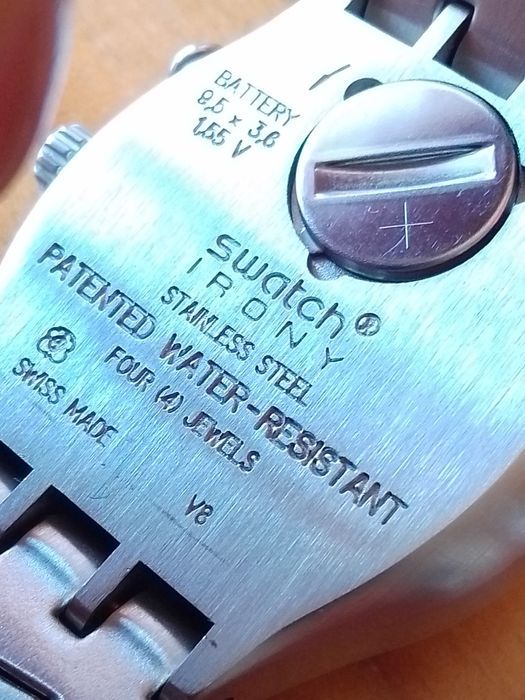 BATTERY
9,5 x 3,6
1,55 V
swatch®
IRONY
STAINLESS STEEL
PATENTED WATER-RESISTANT
FOUR (4) JEWELS
SWISS MADE
V8